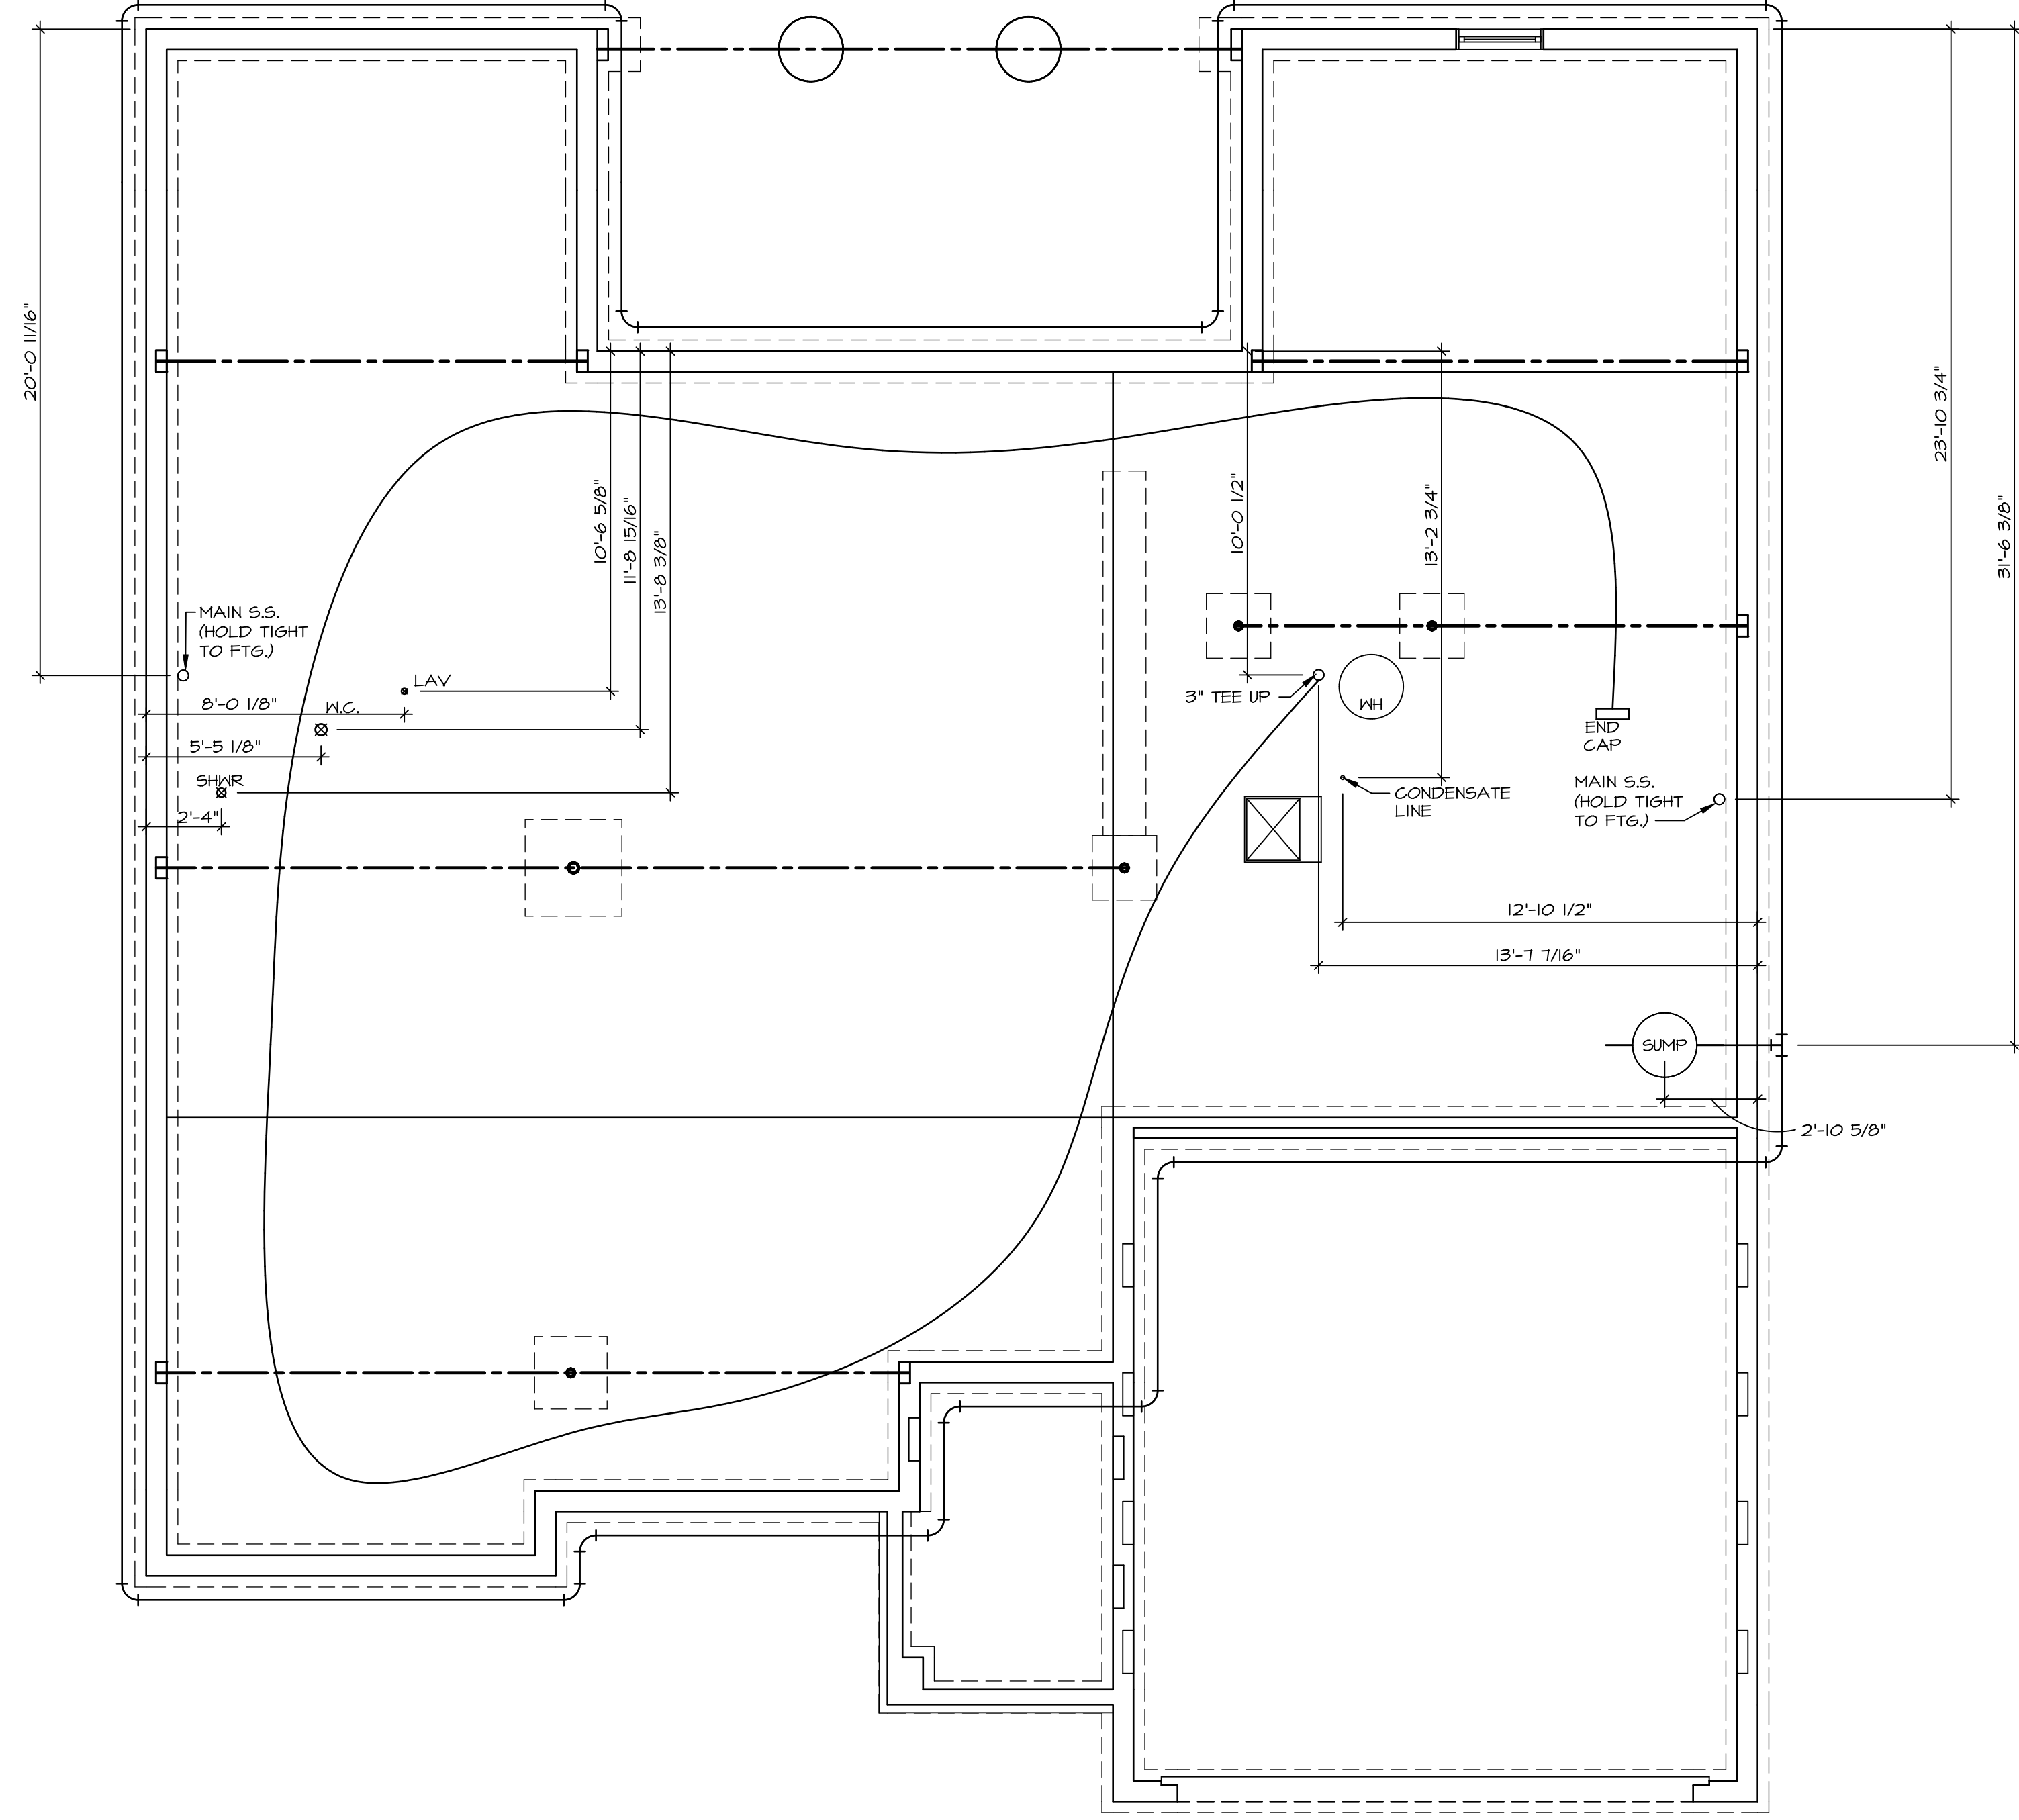 20'-0 11/16"
23'-10 3/4"
31'-6 3/8"
10'-6 5/8"
11'-8 15/16"
13'-8 3/8"
10'-0 1/2"
13'-2 3/4"
MAIN S.S.
(HOLD TIGHT
TO FTG.)
LAV
8'-0 1/8"
W.C.
5'-5 1/8"
SHWR
2'-4"
3" TEE UP
WH
END
CAP
CONDENSATE
LINE
MAIN S.S.
(HOLD TIGHT
TO FTG.)
12'-10 1/2"
13'-7 7/16"
SUMP
2'-10 5/8"